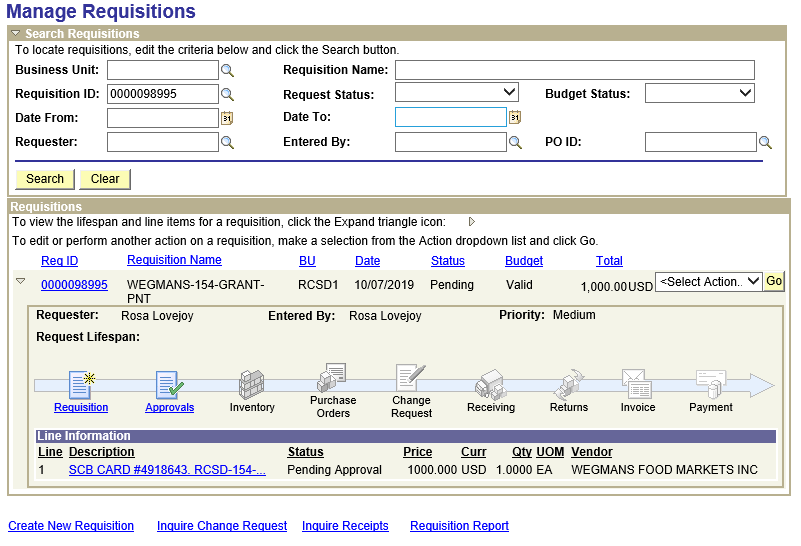 Manage Requisitions
Search Requisitions
To locate requisitions, edit the criteria below and click the Search button.
Business Unit: Requisition Name:
Requisition ID: 0000098995 Request Status: Budget Status:
Date From: 31 Date To: 31
Requester: Entered By: PO ID:
Search Clear
Requisitions
To view the lifespan and line items for a requisition, click the Expand triangle icon:
To edit or perform another action on a requisition, make a selection from the Action dropdown list and click Go.
Req ID Requisition Name BU Date Status Budget Total
0000098995 WEGMANS-154-GRANT- RCSD1 10/07/2019 Pending Valid 1,000.00USD <Select Action.. Go
PNT
Requester: Rosa Lovejoy Entered By: Rosa Lovejoy Priority: Medium
Request Lifespan:
Requisition Approvals Inventory Purchase Change Receiving Returns Invoice Payment
Orders Request
Line Information
Line Description Status Price Curr Qty UOM Vendor
1 SCB CARD #4918643. RCSD-154-... Pending Approval 1000.000 USD 1.0000 EA WEGMANS FOOD MARKETS INC
Create New Requisition Inquire Change Request Inquire Receipts Requisition Report